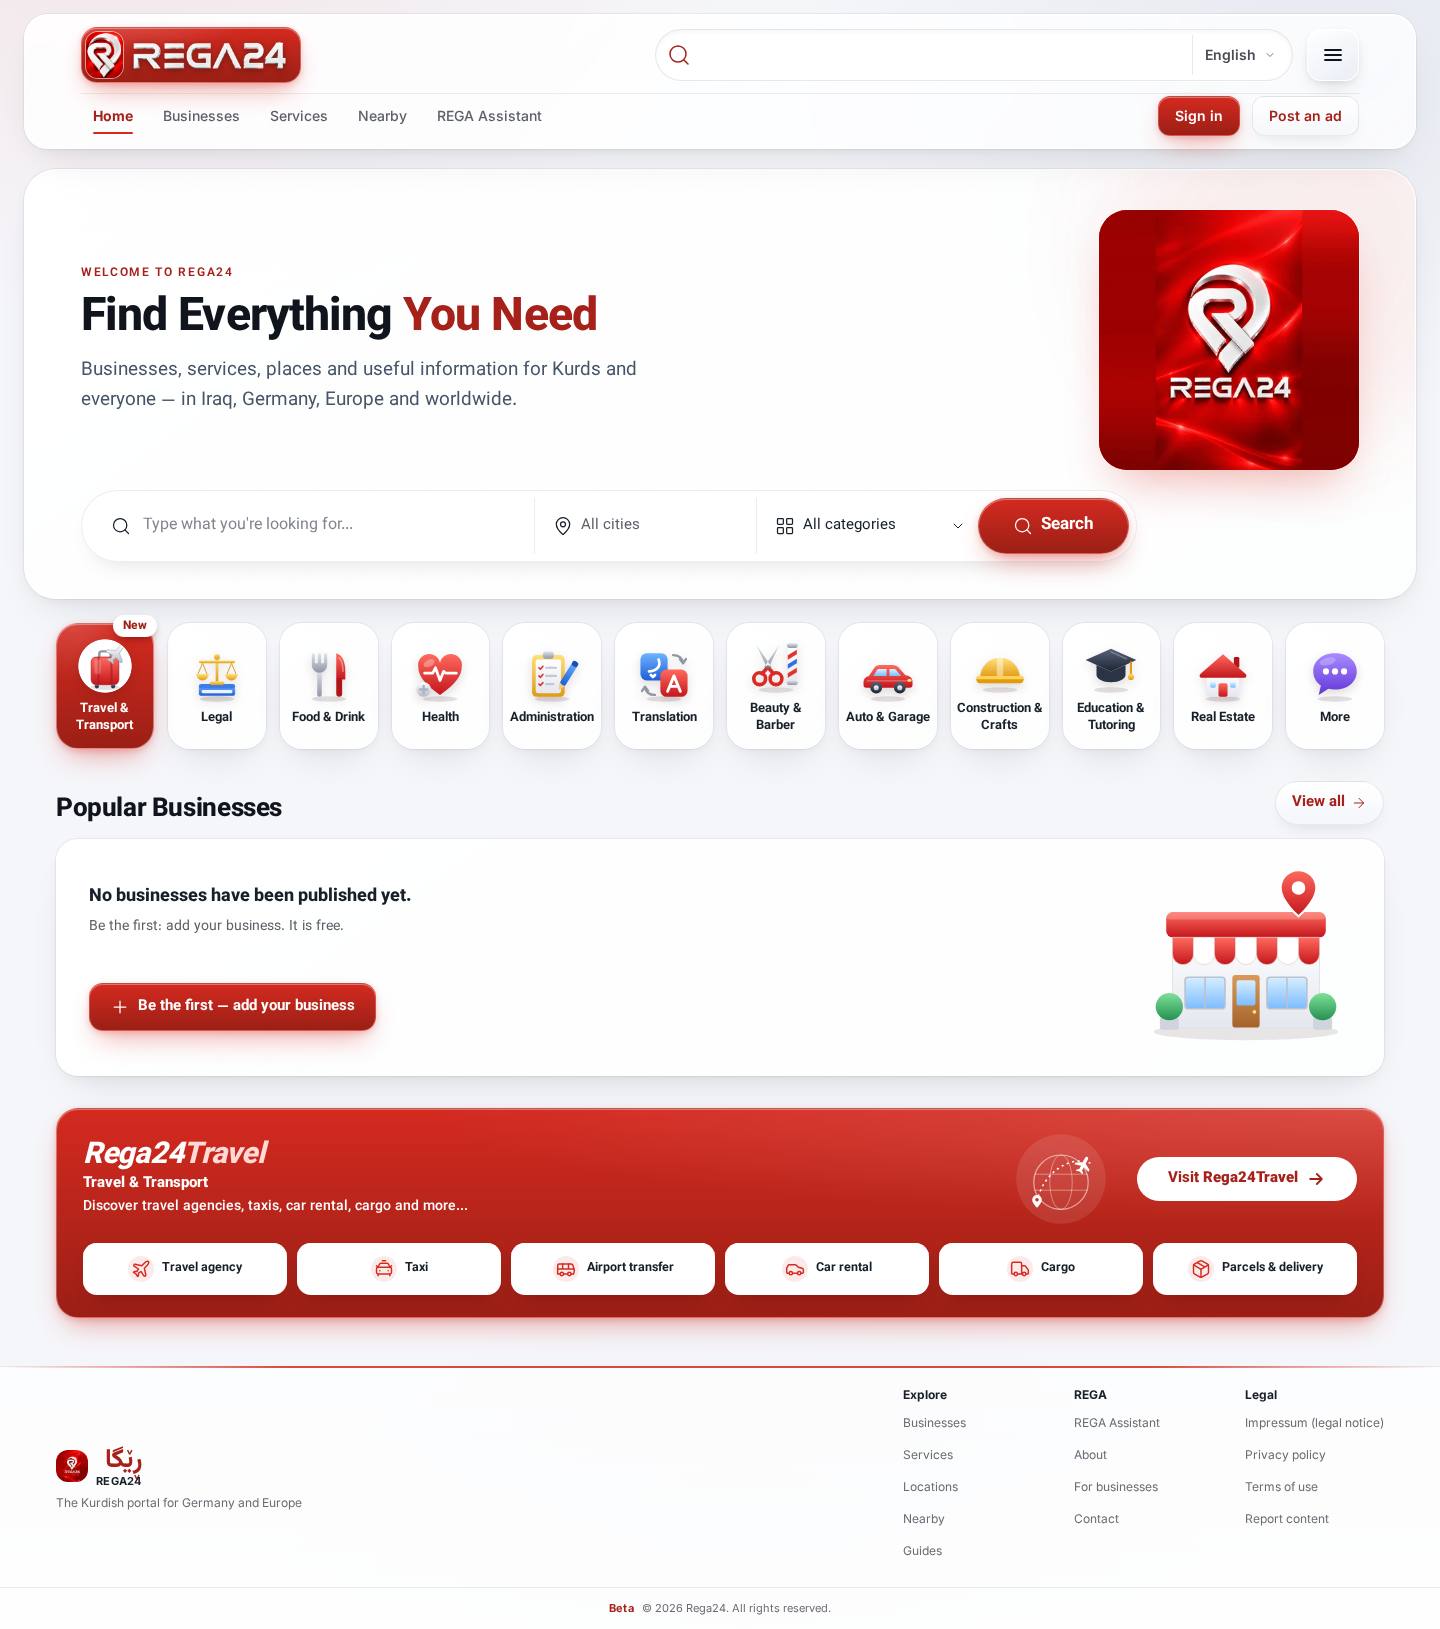 REGA24
English
Home
Businesses
Services
Nearby
REGA Assistant
Sign in
Post an ad
WELCOME TO REGA24
Find Everything You Need
Businesses, services, places and useful information for Kurds and
everyone — in Iraq, Germany, Europe and worldwide.
REGA24
Type what you're looking for...
All cities
All categories
Search
New
Travel &
Transport
Legal
Food & Drink
Health
Administration
A
Translation
Beauty &
Barber
Auto & Garage
Construction &
Crafts
Education &
Tutoring
Real Estate
More
Popular Businesses
View all
No businesses have been published yet.
Be the first: add your business. It is free.
Be the first — add your business
Rega24Travel
Travel & Transport
Discover travel agencies, taxis, car rental, cargo and more...
Visit Rega24Travel
Travel agency
Taxi
Airport transfer
Car rental
Cargo
Parcels & delivery
ڕێگا
REGA24
The Kurdish portal for Germany and Europe
Explore
Businesses
Services
Locations
Nearby
Guides
REGA
REGA Assistant
About
For businesses
Contact
Legal
Impressum (legal notice)
Privacy policy
Terms of use
Report content
Beta © 2026 Rega24. All rights reserved.